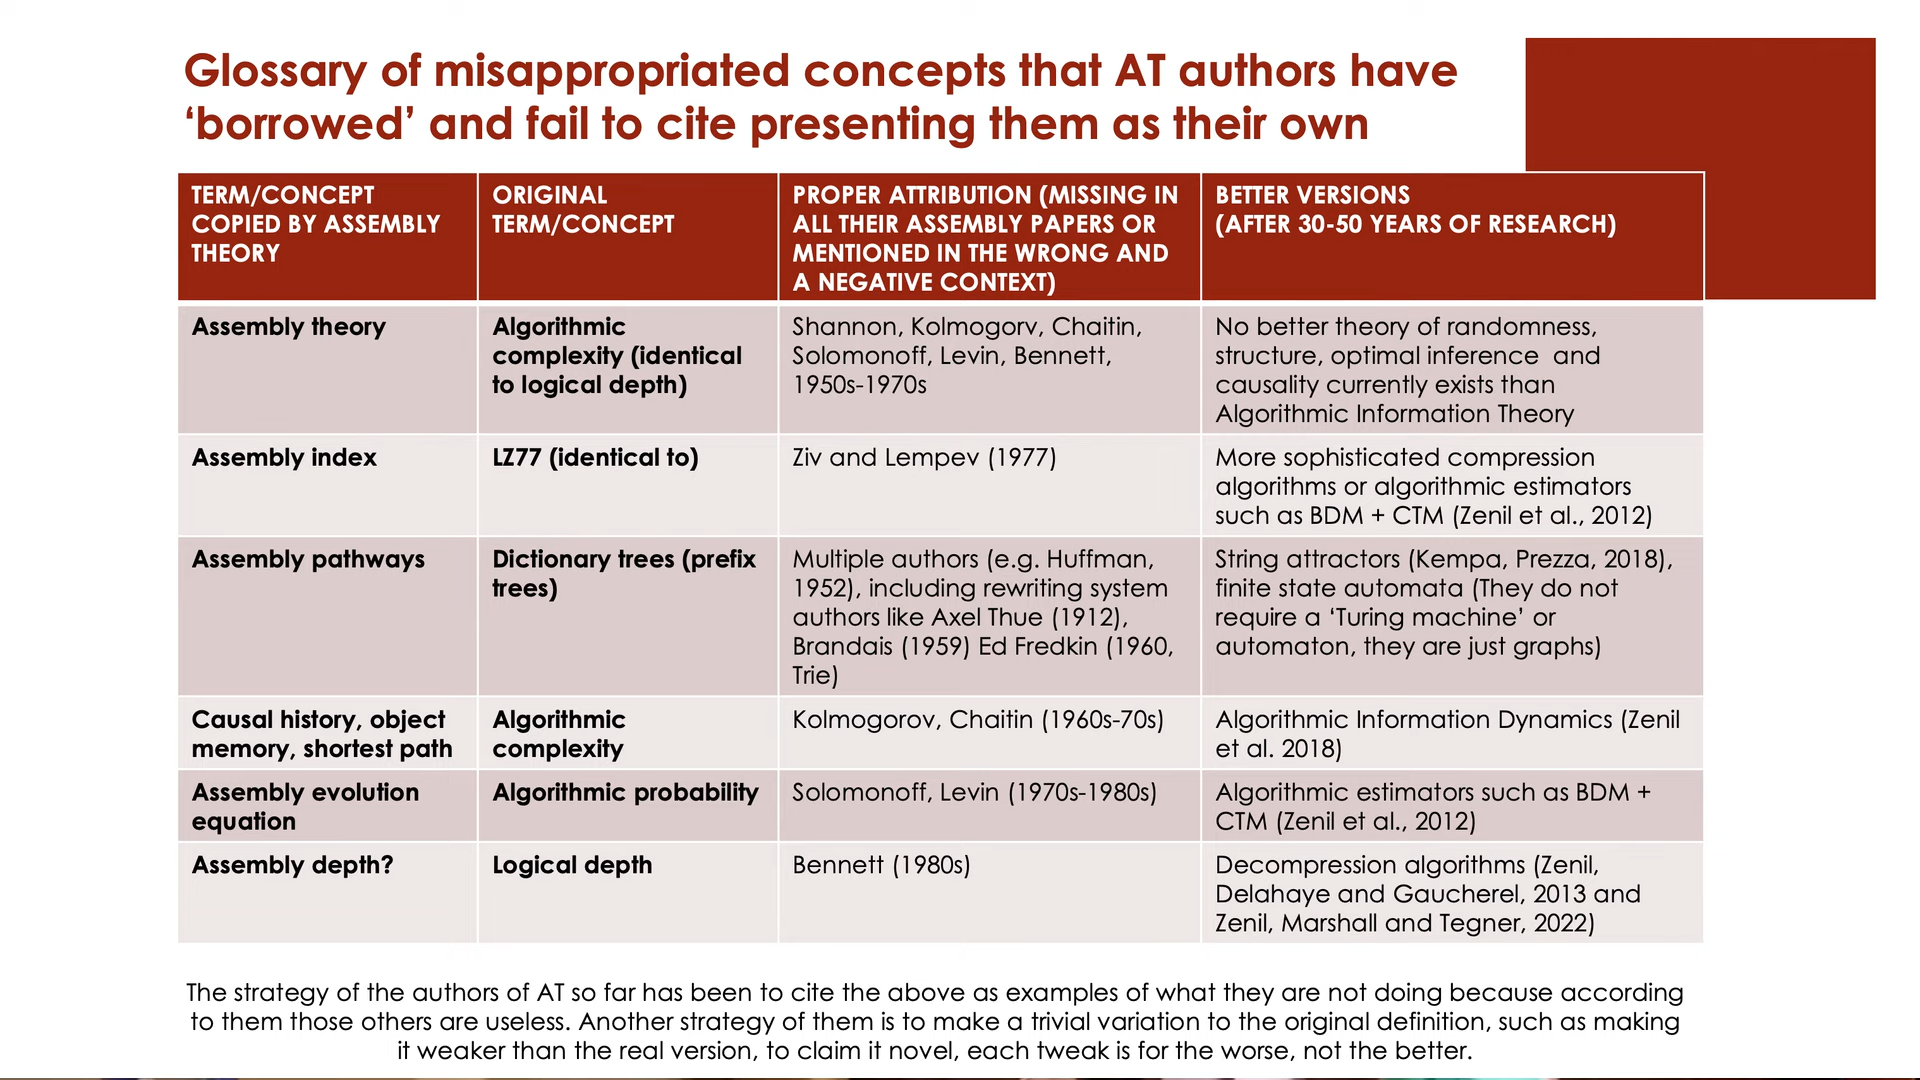 Glossary of misappropriated concepts that AT authors have
‘borrowed’ and fail to cite presenting them as their own
TERM/CONCEPT
COPIED BY ASSEMBLY
THEORY
ORIGINAL
TERM/CONCEPT
PROPER ATTRIBUTION (MISSING IN
ALL THEIR ASSEMBLY PAPERS OR
MENTIONED IN THE WRONG AND
A NEGATIVE CONTEXT)
BETTER VERSIONS
(AFTER 30-50 YEARS OF RESEARCH)
Assembly theory
Algorithmic
complexity (identical
to logical depth)
Shannon, Kolmogorv, Chaitin,
Solomonoff, Levin, Bennett,
1950s-1970s
No better theory of randomness,
structure, optimal inference  and
causality currently exists than
Algorithmic Information Theory
Assembly index
LZ77 (identical to)
Ziv and Lempev (1977)
More sophisticated compression
algorithms or algorithmic estimators
such as BDM + CTM (Zenil et al., 2012)
Assembly pathways
Dictionary trees (prefix
trees)
Multiple authors (e.g. Huffman,
1952), including rewriting system
authors like Axel Thue (1912),
Brandais (1959) Ed Fredkin (1960,
Trie)
String attractors (Kempa, Prezza, 2018),
finite state automata (They do not
require a ‘Turing machine’ or
automaton, they are just graphs)
Causal history, object
memory, shortest path
Algorithmic
complexity
Kolmogorov, Chaitin (1960s-70s)
Algorithmic Information Dynamics (Zenil
et al. 2018)
Assembly evolution
equation
Algorithmic probability
Solomonoff, Levin (1970s-1980s)
Algorithmic estimators such as BDM +
CTM (Zenil et al., 2012)
Assembly depth?
Logical depth
Bennett (1980s)
Decompression algorithms (Zenil,
Delahaye and Gaucherel, 2013 and
Zenil, Marshall and Tegner, 2022)
The strategy of the authors of AT so far has been to cite the above as examples of what they are not doing because according
to them those others are useless. Another strategy of them is to make a trivial variation to the original definition, such as making
it weaker than the real version, to claim it novel, each tweak is for the worse, not the better.